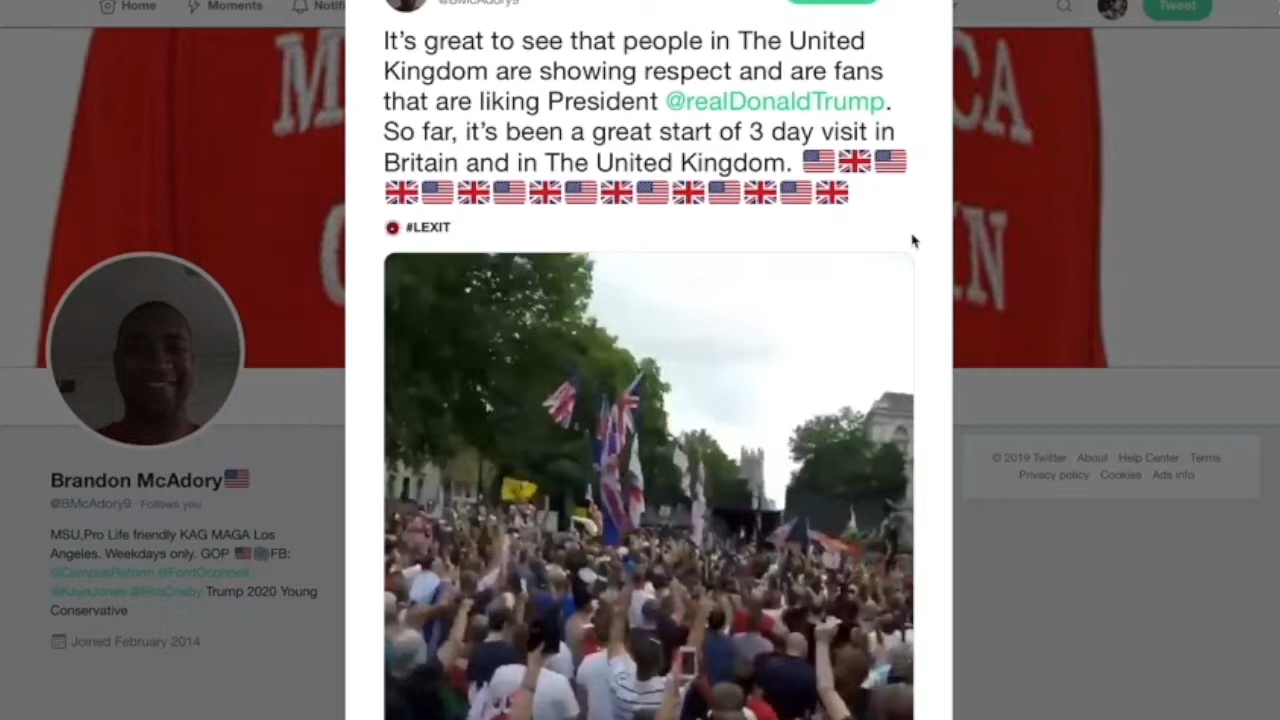 Home
Moments
Tweet
@BMcAdory9
It’s great to see that people in The United
Kingdom are showing respect and are fans
that are liking President @realDonaldTrump.
So far, it’s been a great start of 3 day visit in
Britain and in The United Kingdom.
#LEXIT
Brandon McAdory
@BMcAdory9 Follows you
MSU,Pro Life friendly KAG MAGA Los
Angeles. Weekdays only. GOP FB:
@CampusReform @FordOconnell
Trump 2020 Young
Conservative
Joined February 2014
© 2019 Twitter About Help Center Terms
Privacy policy Cookies Ads info